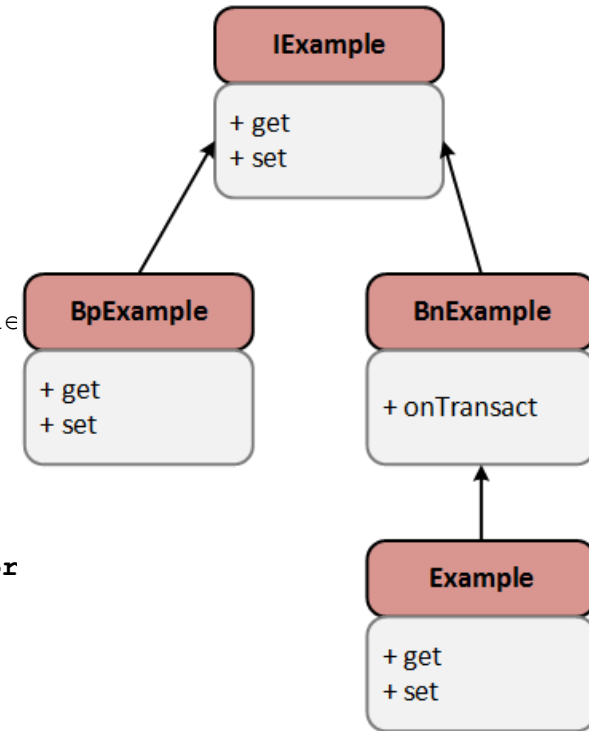 IExample
+ get
+ set
BpExample
BnExample
+ get
+ set
+ onTransact
Example
+ get
+ set